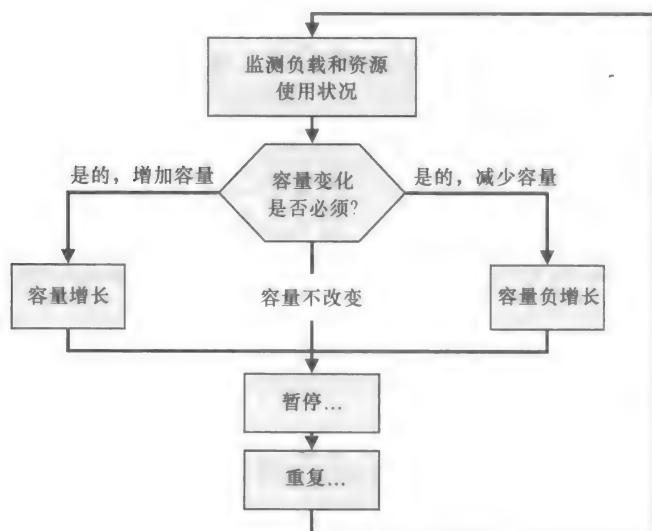 监测负载和资源
使用状况
是的，增加容量
容量变化
是否必须?
是的，减少容量
容量增长
容量不改变
容量负增长
暂停...
重复...